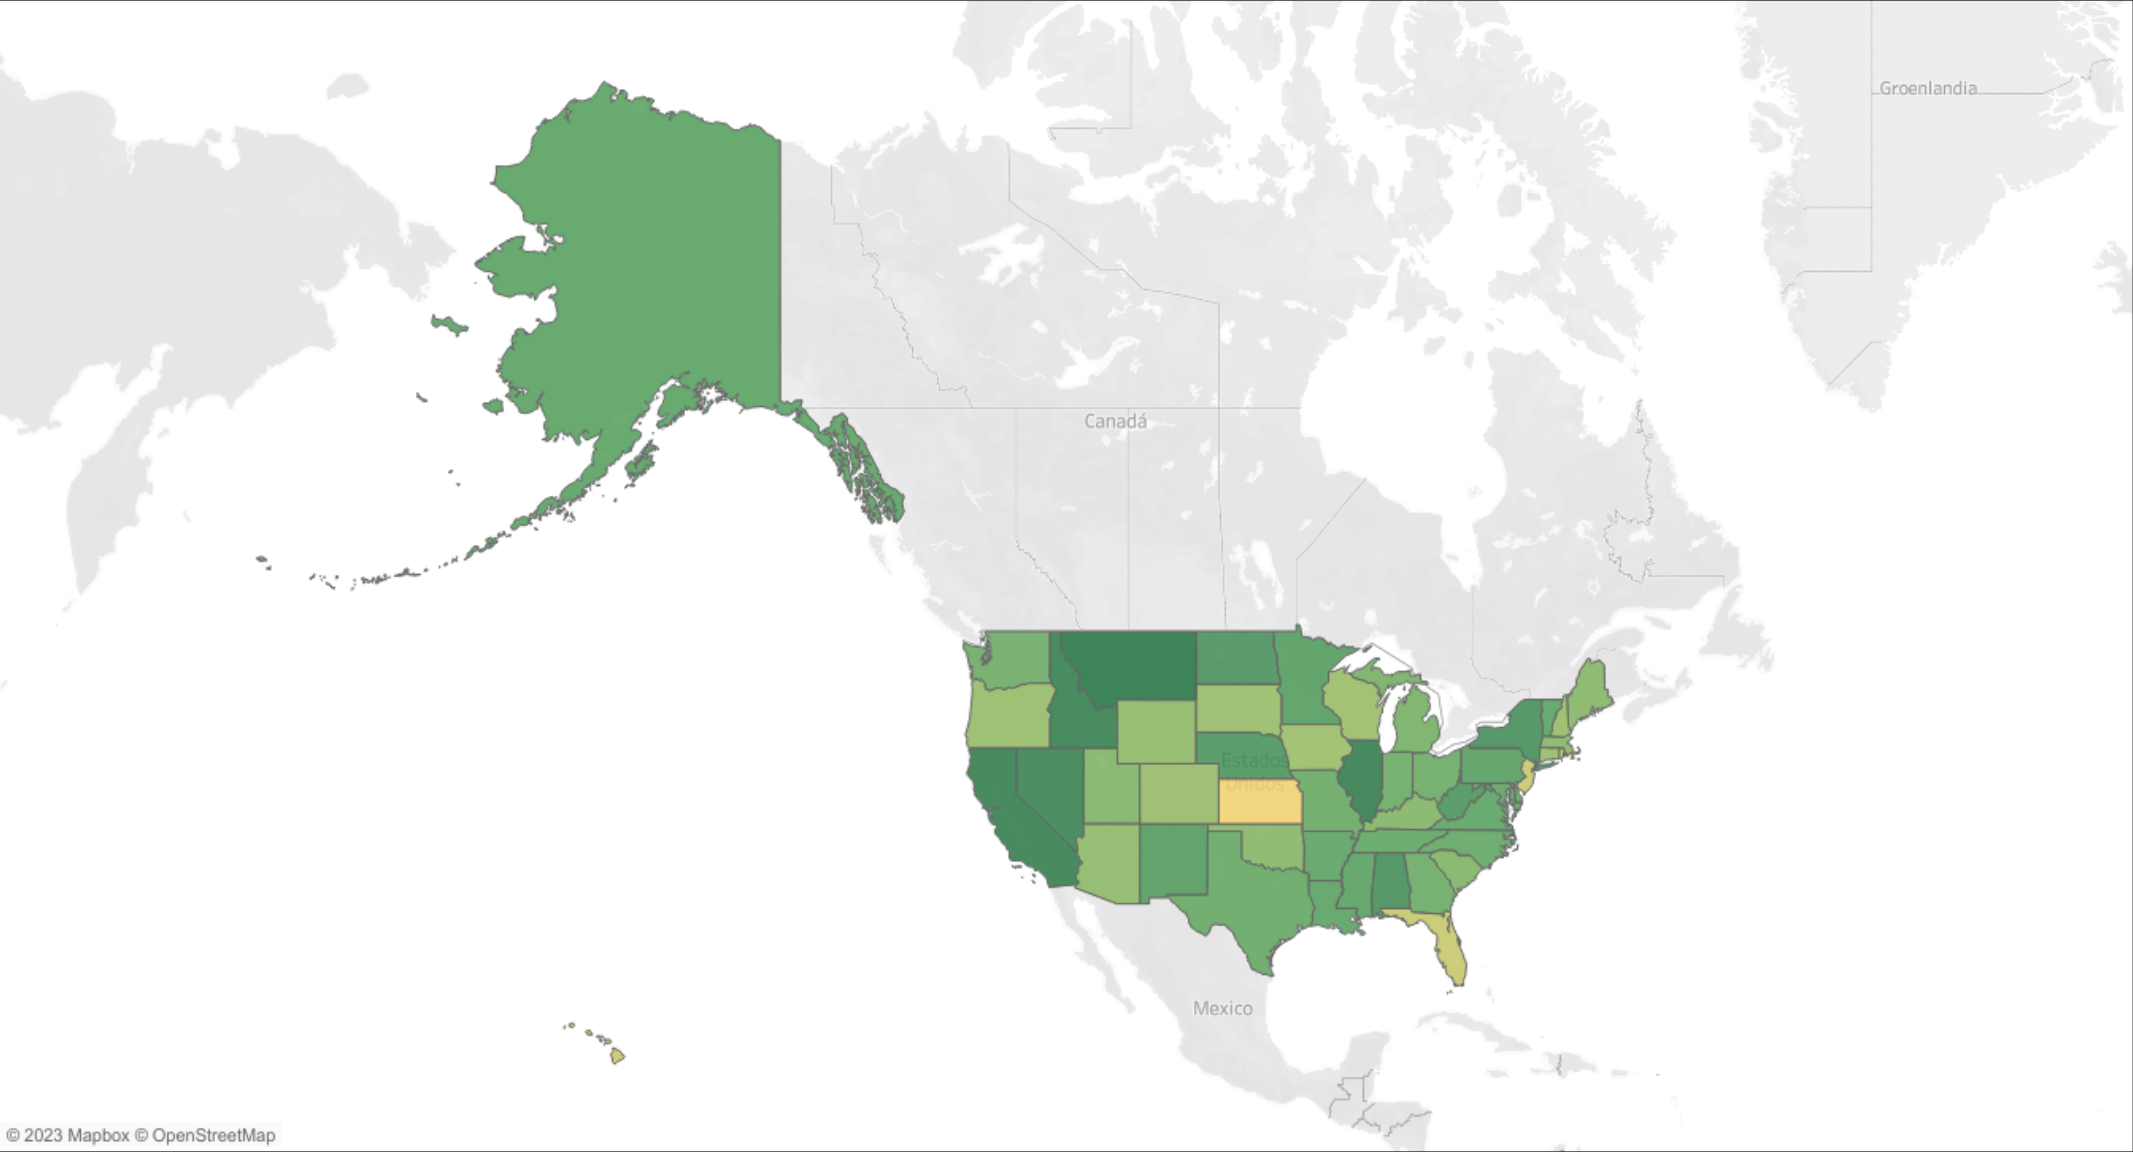 Groenlandia
Canadá
Estados
Unidos
Mexico
© 2023 Mapbox © OpenStreetMap